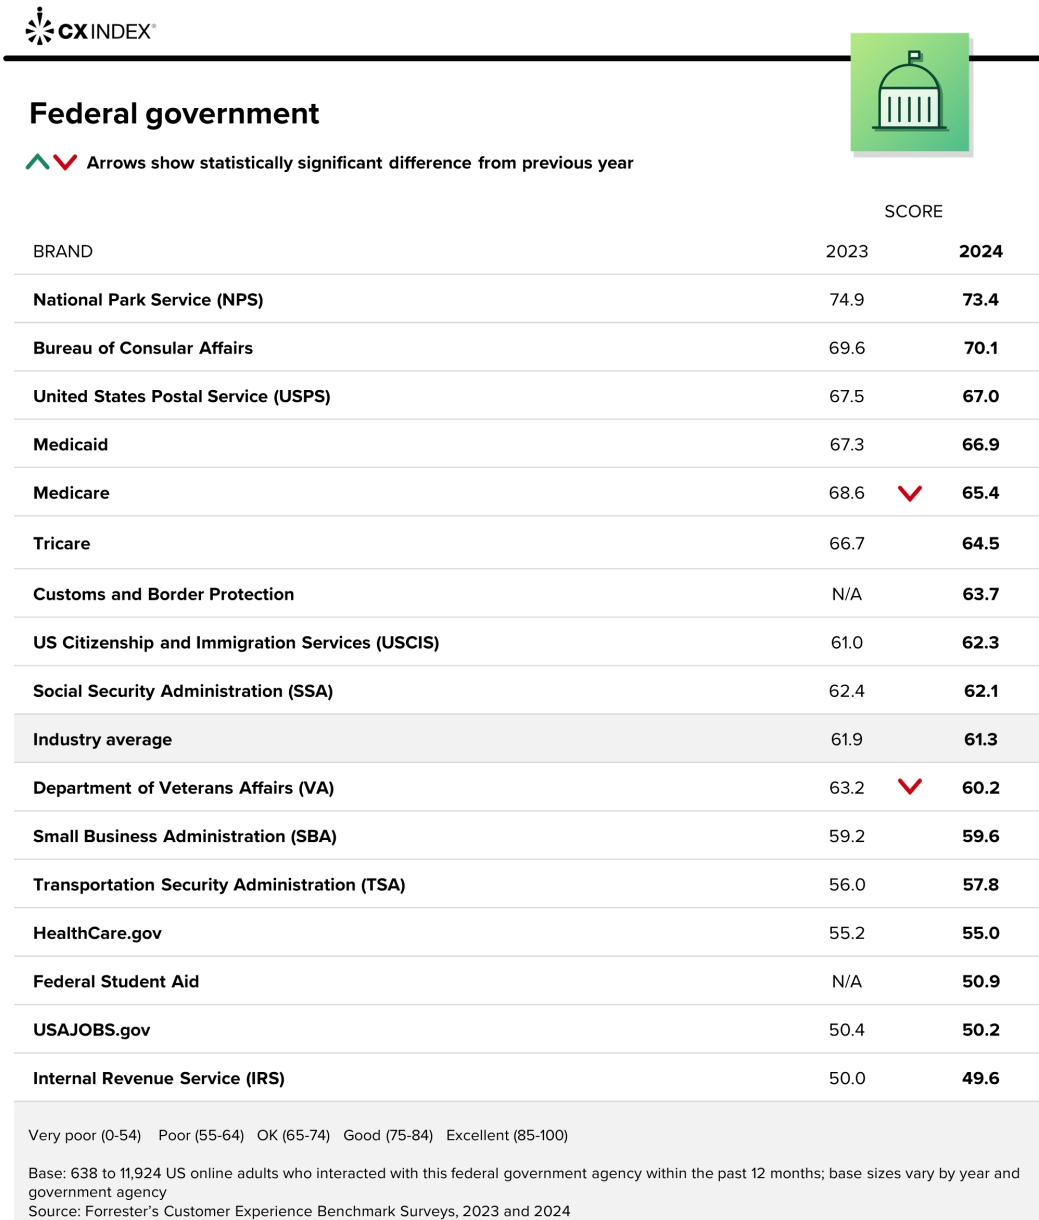 CX INDEX®
Federal government
Arrows show statistically significant difference from previous year
SCORE
BRAND 2023 2024
National Park Service (NPS) 74.9 73.4
Bureau of Consular Affairs 69.6 70.1
United States Postal Service (USPS) 67.5 67.0
Medicaid 67.3 66.9
Medicare 68.6 65.4
Tricare 66.7 64.5
Customs and Border Protection N/A 63.7
US Citizenship and Immigration Services (USCIS) 61.0 62.3
Social Security Administration (SSA) 62.4 62.1
Industry average 61.9 61.3
Department of Veterans Affairs (VA) 63.2 60.2
Small Business Administration (SBA) 59.2 59.6
Transportation Security Administration (TSA) 56.0 57.8
HealthCare.gov 55.2 55.0
Federal Student Aid N/A 50.9
USAJOBS.gov 50.4 50.2
Internal Revenue Service (IRS) 50.0 49.6
Very poor (0-54) Poor (55-64) OK (65-74) Good (75-84) Excellent (85-100)
Base: 638 to 11,924 US online adults who interacted with this federal government agency within the past 12 months; base sizes vary by year and
government agency
Source: Forrester’s Customer Experience Benchmark Surveys, 2023 and 2024